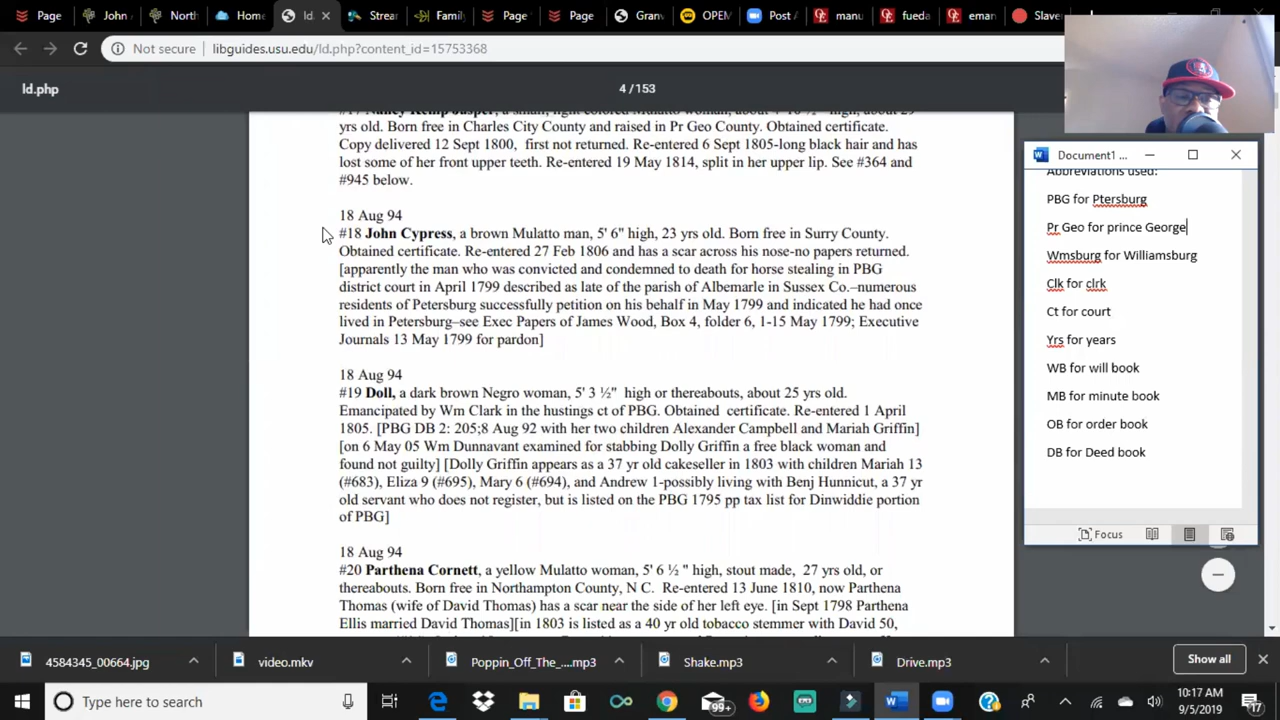 Page
John A
North
Home
ld.
Strear
Famil
Page
Page
Granv
OPEM
Post A
manu
fueda
eman
Slave
Not secure
libguides.usu.edu/ld.php?content_id=15753368
ld.php
4 / 153
yrs old. Born free in Charles City County and raised in Pr Geo County. Obtained certificate.
Copy delivered 12 Sept 1800, first not returned. Re-entered 6 Sept 1805-long black hair and has
lost some of her front upper teeth. Re-entered 19 May 1814, split in her upper lip. See #364 and
#945 below.
18 Aug 94
#18 John Cypress, a brown Mulatto man, 5' 6" high, 23 yrs old. Born free in Surry County.
Obtained certificate. Re-entered 27 Feb 1806 and has a scar across his nose-no papers returned.
[apparently the man who was convicted and condemned to death for horse stealing in PBG
district court in April 1799 described as late of the parish of Albemarle in Sussex Co.–numerous
residents of Petersburg successfully petition on his behalf in May 1799 and indicated he had once
lived in Petersburg–see Exec Papers of James Wood, Box 4, folder 6, 1-15 May 1799; Executive
Journals 13 May 1799 for pardon]
18 Aug 94
#19 Doll, a dark brown Negro woman, 5' 3 ½" high or thereabouts, about 25 yrs old.
Emancipated by Wm Clark in the hustings ct of PBG. Obtained certificate. Re-entered 1 April
1805. [PBG DB 2: 205;8 Aug 92 with her two children Alexander Campbell and Mariah Griffin]
[on 6 May 05 Wm Dunnavant examined for stabbing Dolly Griffin a free black woman and
found not guilty] [Dolly Griffin appears as a 37 yr old cakeseller in 1803 with children Mariah 13
(#683), Eliza 9 (#695), Mary 6 (#694), and Andrew 1-possibly living with Benj Hunnicut, a 37 yr
old servant who does not register, but is listed on the PBG 1795 pp tax list for Dinwiddie portion
of PBG]
18 Aug 94
#20 Parthena Cornett, a yellow Mulatto woman, 5' 6 ½ " high, stout made, 27 yrs old, or
thereabouts. Born free in Northampton County, N C. Re-entered 13 June 1810, now Parthena
Thomas (wife of David Thomas) has a scar near the side of her left eye. [in Sept 1798 Parthena
Ellis married David Thomas][in 1803 is listed as a 40 yr old tobacco stemmer with David 50,
Document1 ...
Abbreviations used:
PBG for Ptersburg
Pr Geo for prince George
Wmsburg for Williamsburg
Clk for clrk
Ct for court
Yrs for years
WB for will book
MB for minute book
OB for order book
DB for Deed book
Focus
4584345_00664.jpg
video.mkv
Poppin_Off_The_....mp3
Shake.mp3
Drive.mp3
Show all
Type here to search
99+
10:17 AM
9/5/2019
17